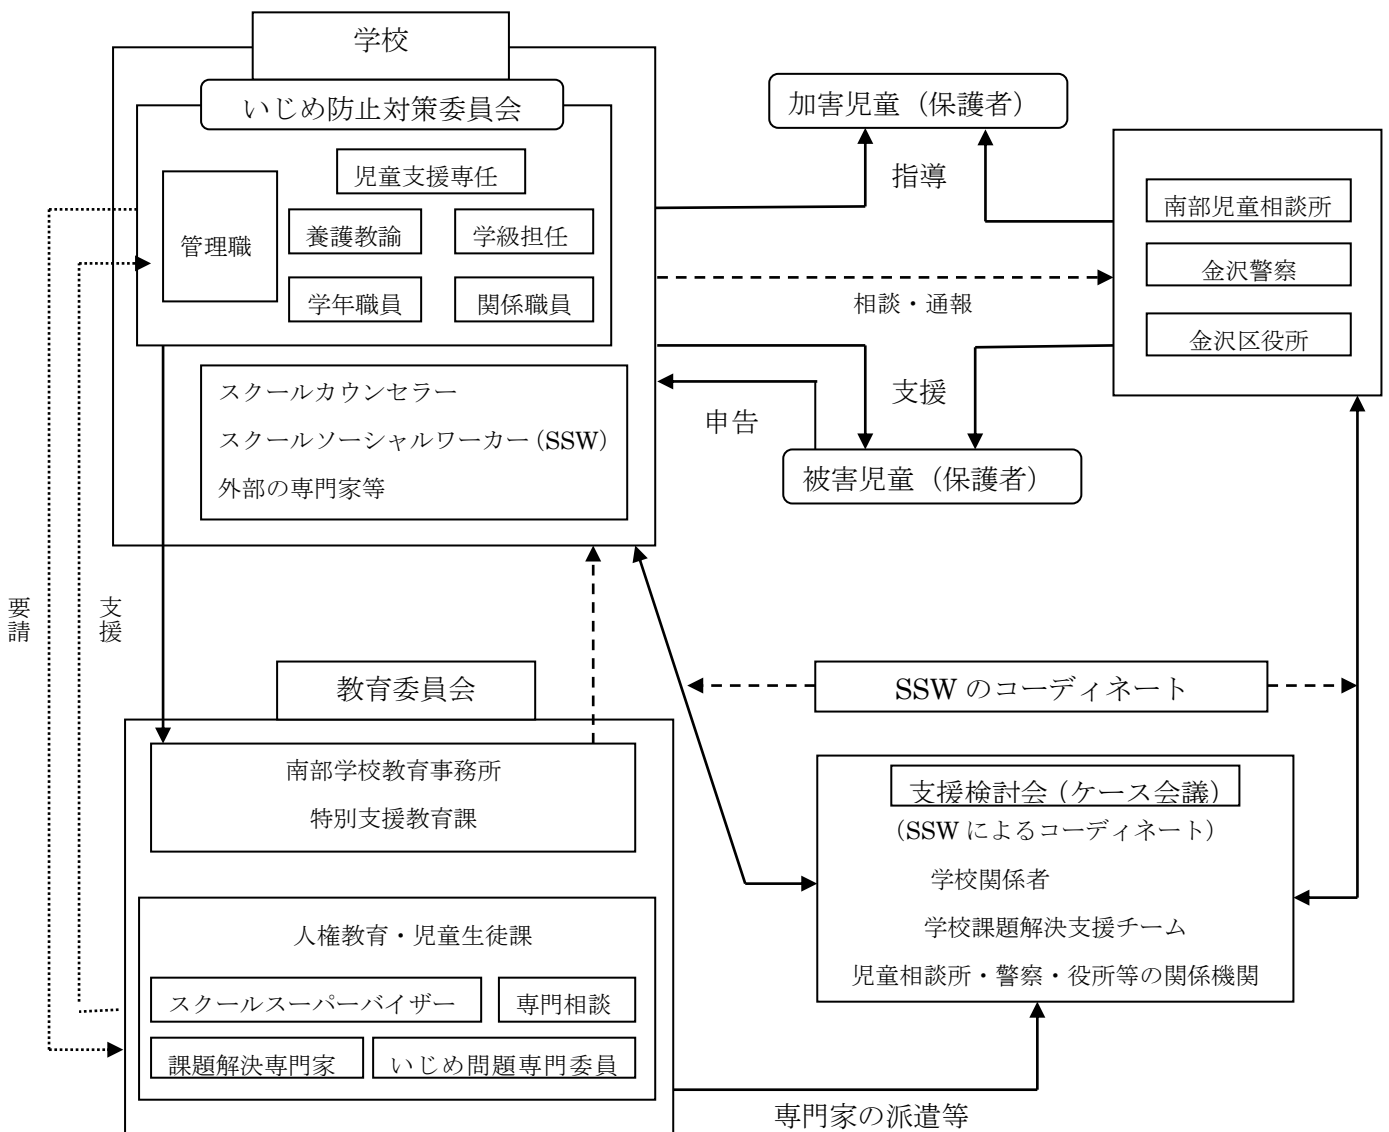 学校
いじめ防止対策委員会
児童支援専任
管理職
養護教諭
学級担任
学年職員
関係職員
スクールカウンセラー
スクールソーシャルワーカー(SSW)
外部の専門家等
加害児童（保護者）
指導
南部児童相談所
金沢警察
金沢区役所
相談・通報
支援
申告
被害児童（保護者）
要請
支援
教育委員会
南部学校教育事務所
特別支援教育課
人権教育・児童生徒課
スクールスーパーバイザー
専門相談
課題解決専門家
いじめ問題専門委員
SSW のコーディネート
支援検討会（ケース会議）
（SSW によるコーディネート）
学校関係者
学校課題解決支援チーム
児童相談所・警察・役所等の関係機関
専門家の派遣等